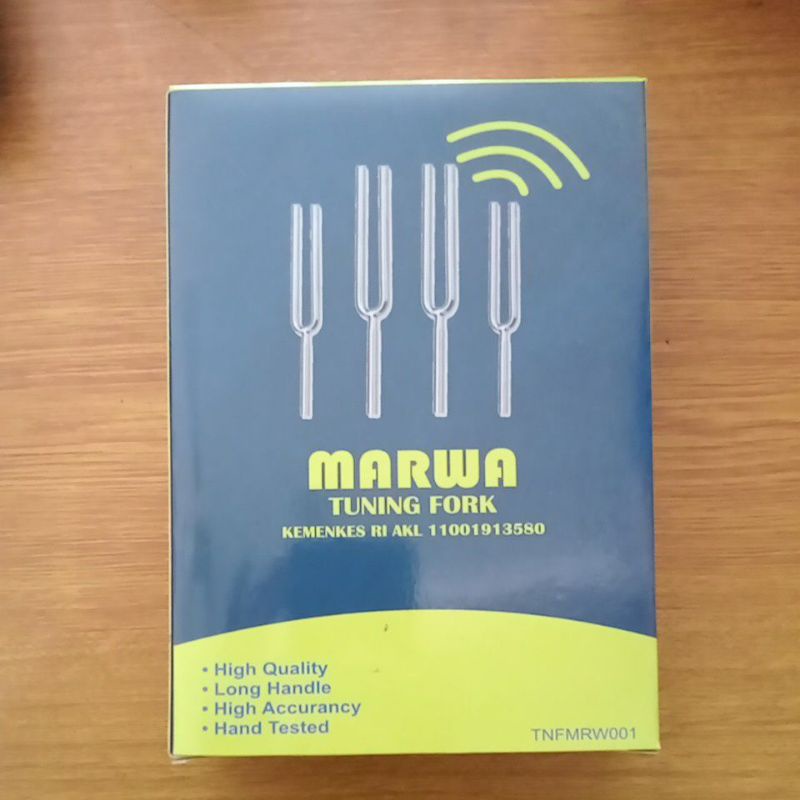 MARWA
TUNING FORK
KEMENKES RI AKL 11001913580
• High Quality
• Long Handle
• High Accurancy
• Hand Tested
TNFMRW001